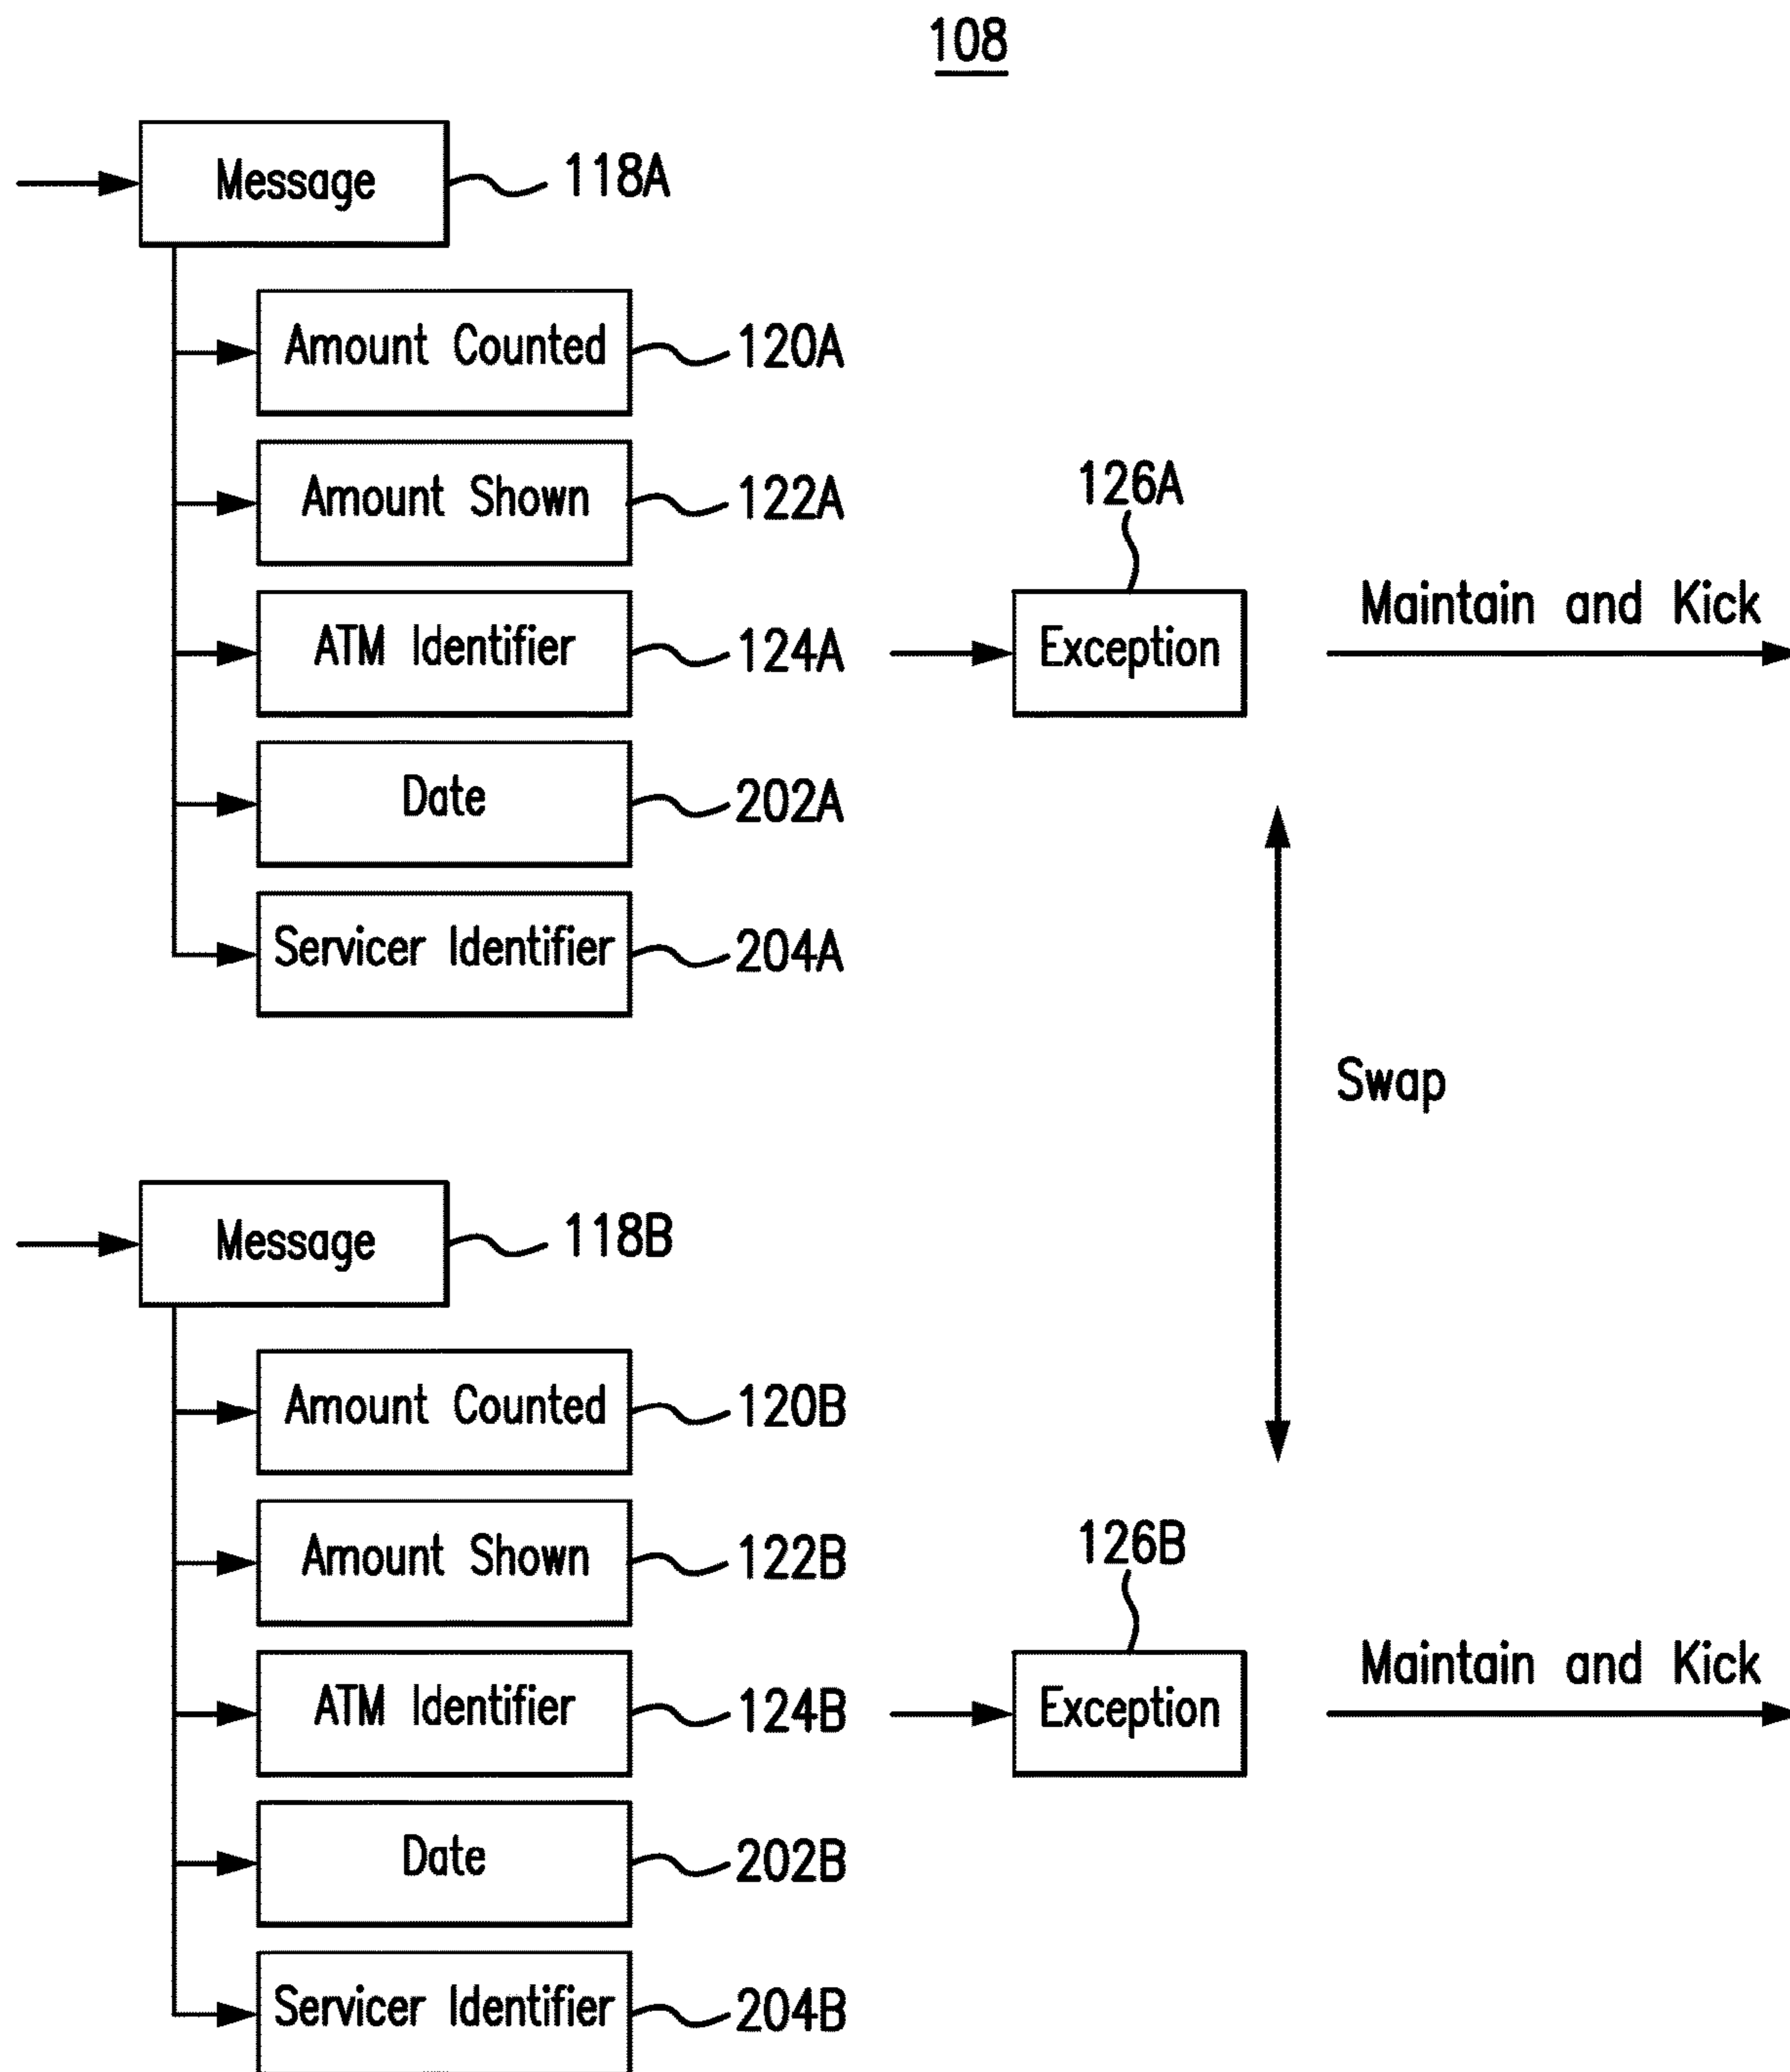 108
Message 118A
Amount Counted 120A
Amount Shown 122A
ATM Identifier 124A
Date 202A
Servicer Identifier 204A
126A
Exception
Maintain and Kick
Swap
Message 118B
Amount Counted 120B
Amount Shown 122B
ATM Identifier 124B
Date 202B
Servicer Identifier 204B
126B
Exception
Maintain and Kick